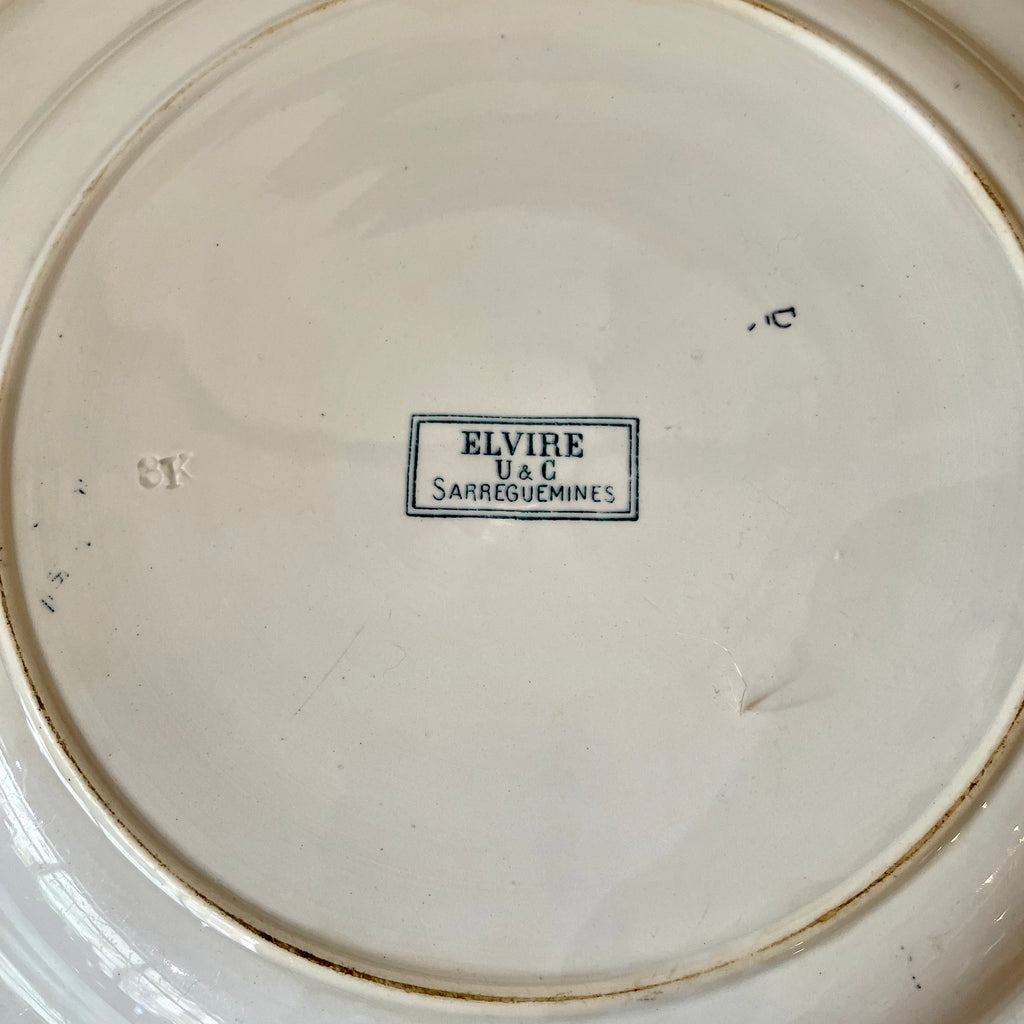 ELVIRE
U & C
SARREGUEMINES
D